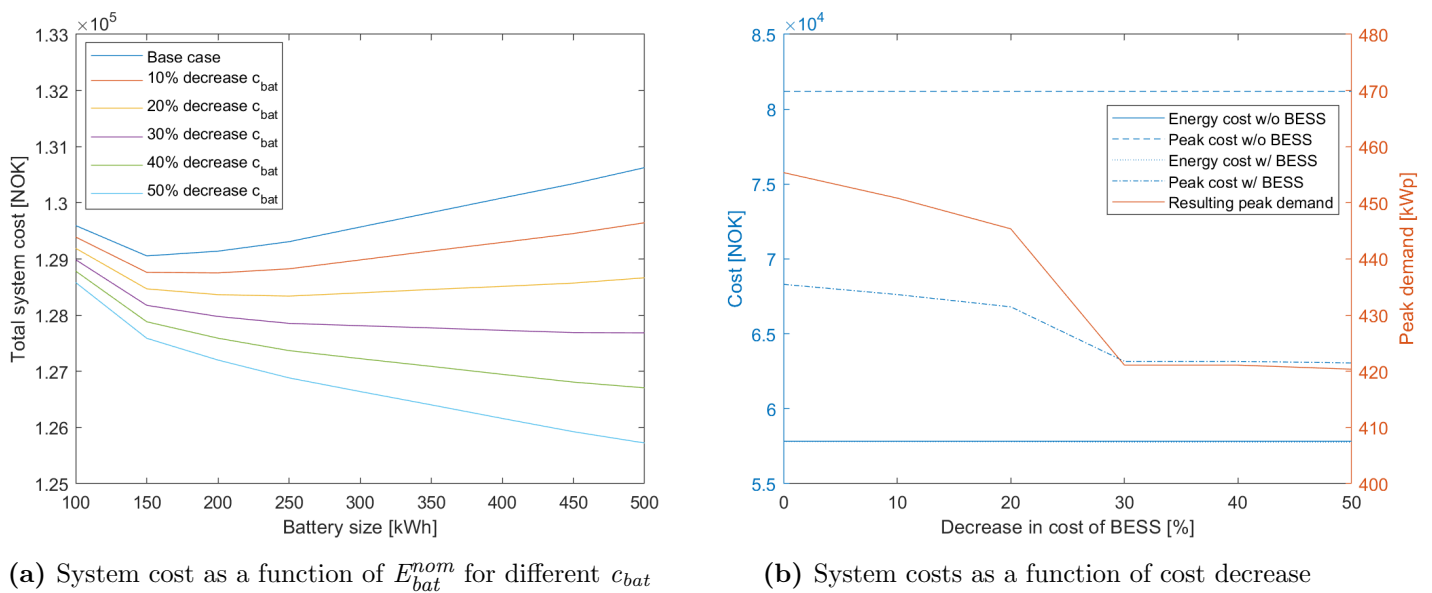 ×10⁵
1.33
1.32
1.31
1.3
1.29
1.28
1.27
1.26
1.25
Total system cost [NOK]
Base case
10% decrease c_bat
20% decrease c_bat
30% decrease c_bat
40% decrease c_bat
50% decrease c_bat
100 150 200 250 300 350 400 450 500
Battery size [kWh]
(a) System cost as a function of E_bat^nom for different c_bat
×10⁴
8.5
8
7.5
7
6.5
6
5.5
Cost [NOK]
Energy cost w/o BESS
Peak cost w/o BESS
Energy cost w/ BESS
Peak cost w/ BESS
Resulting peak demand
480
470
460
450
440
430
420
410
400
Peak demand [kWp]
0 10 20 30 40 50
Decrease in cost of BESS [%]
(b) System costs as a function of cost decrease